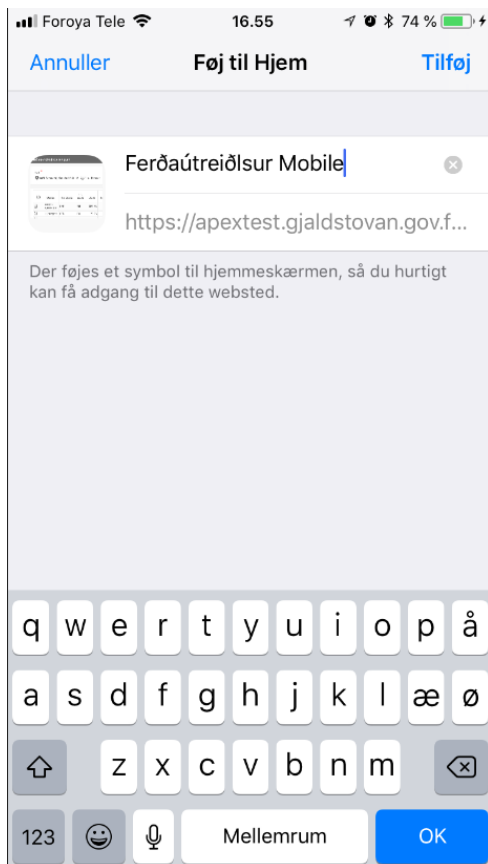 Foroya Tele 16.55 74 %
Annuller Føj til Hjem Tilføj
Ferðaútreiðlsur Mobile
https://apextest.gjaldstovan.gov.f...
Der føjes et symbol til hjemmeskærmen, så du hurtigt
kan få adgang til dette websted.
q w e r t y u i o p å
a s d f g h j k l æ ø
z x c v b n m
123 Mellemrum OK